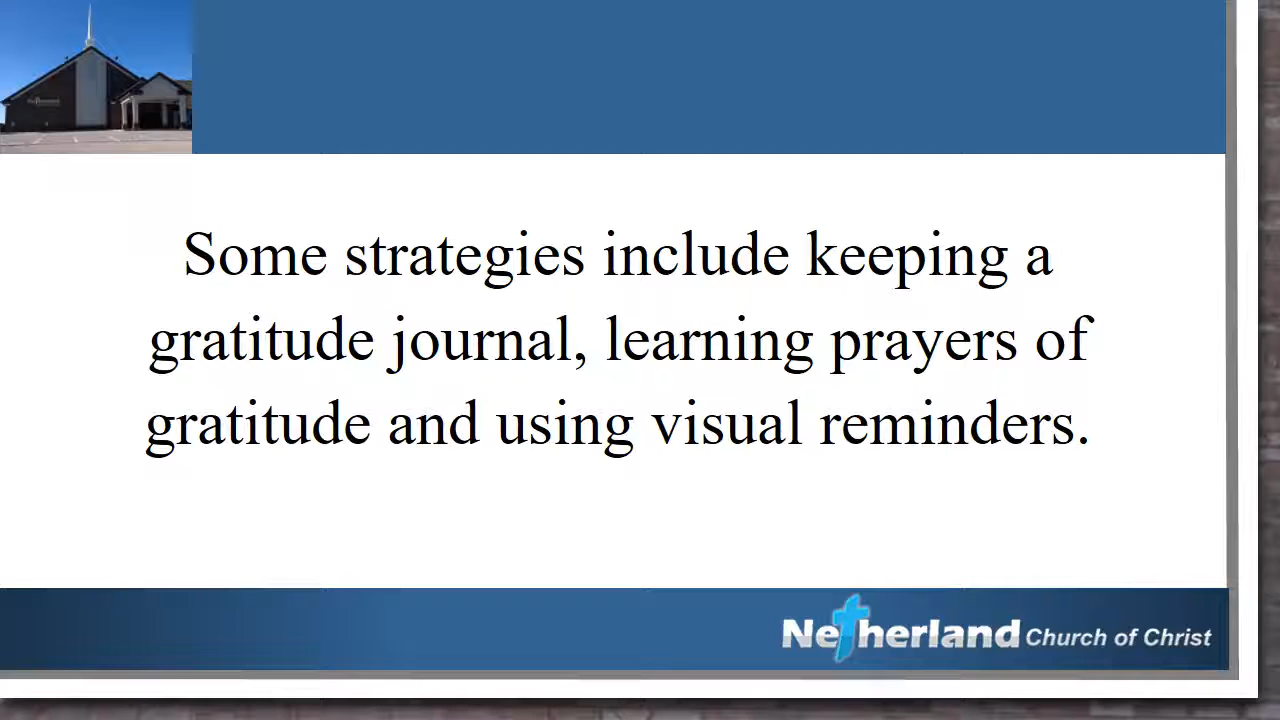 Some strategies include keeping a
gratitude journal, learning prayers of
gratitude and using visual reminders.
Netherland Church of Christ